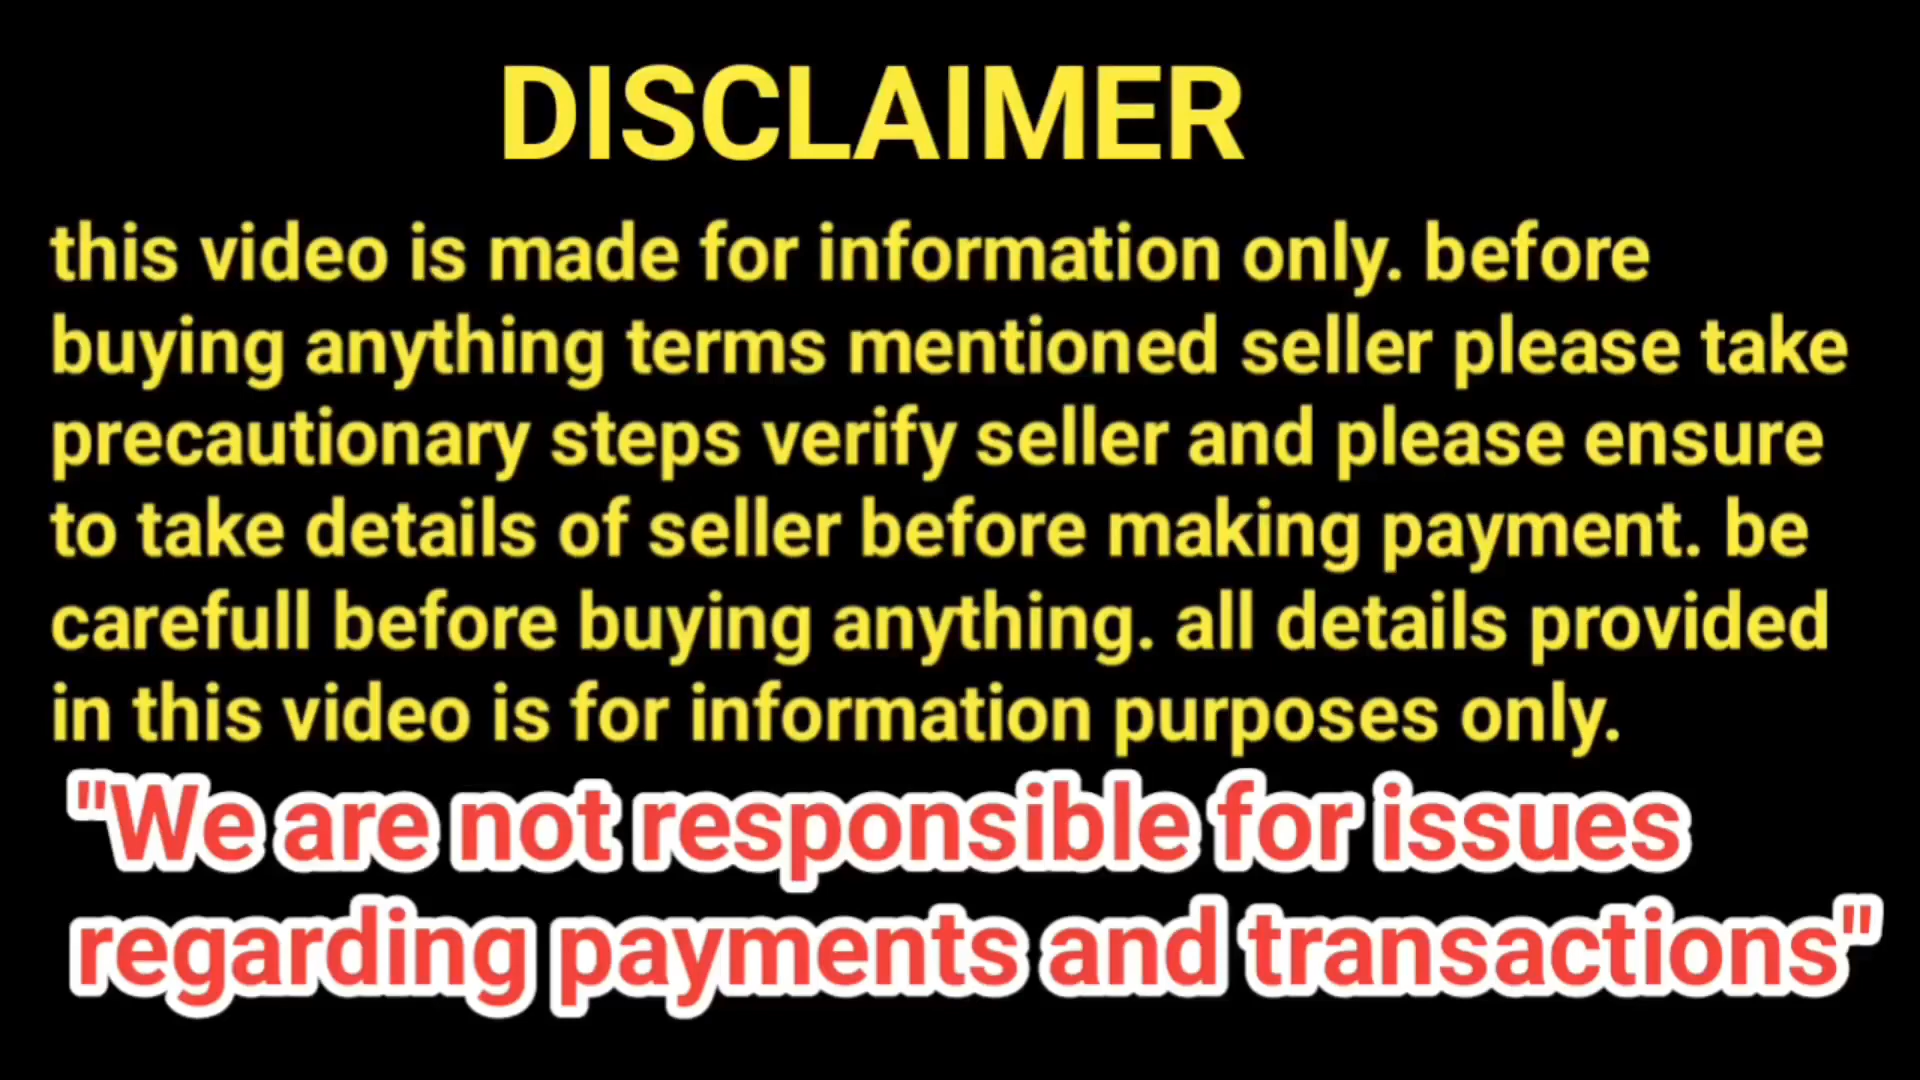 DISCLAIMER
this video is made for information only. before
buying anything terms mentioned seller please take
precautionary steps verify seller and please ensure
to take details of seller before making payment. be
carefull before buying anything. all details provided
in this video is for information purposes only.
"We are not responsible for issues
regarding payments and transactions"